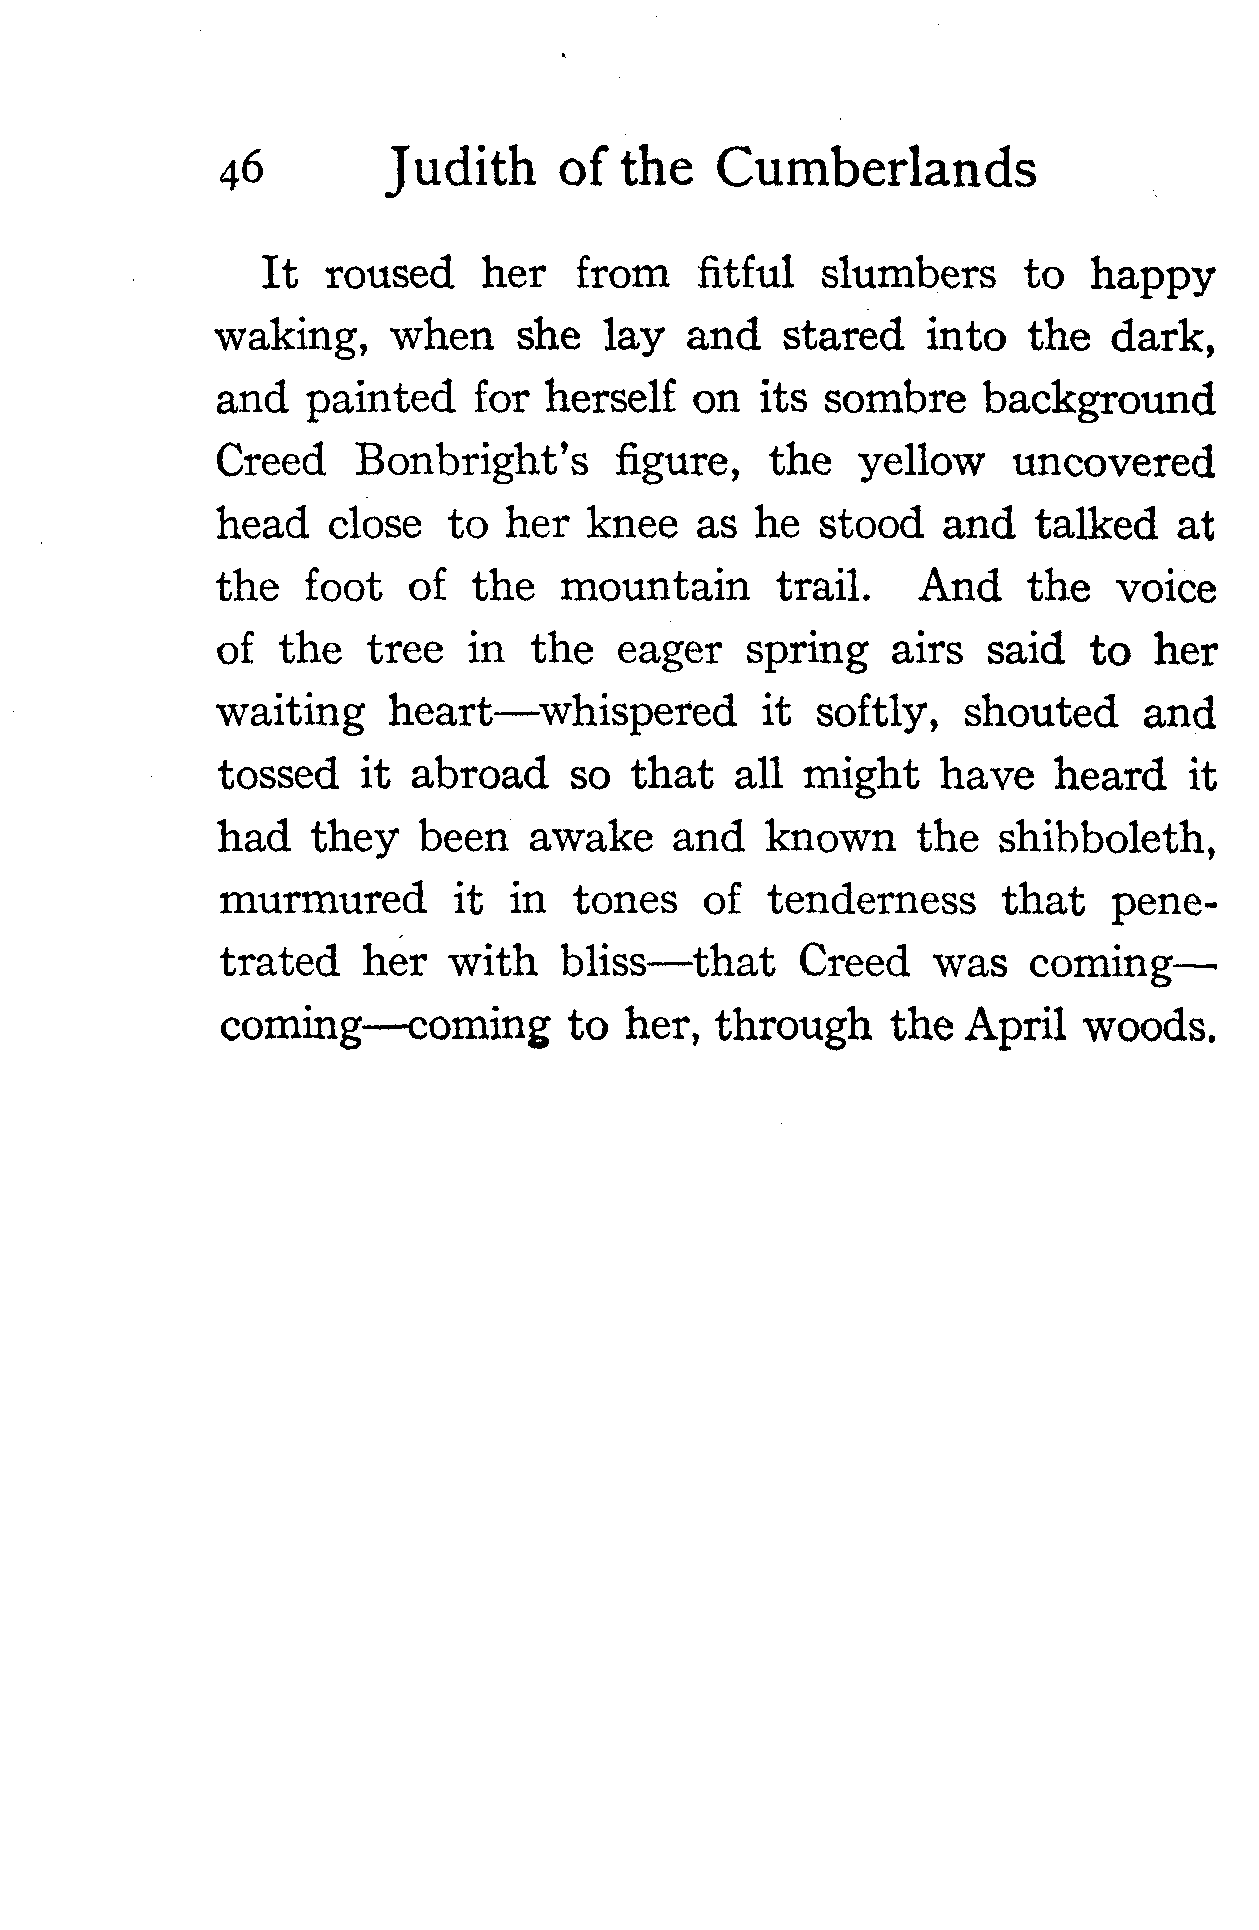 46 Judith of the Cumberlands
It roused her from fitful slumbers to happy
waking, when she lay and stared into the dark,
and painted for herself on its sombre background
Creed Bonbright's figure, the yellow uncovered
head close to her knee as he stood and talked at
the foot of the mountain trail. And the voice
of the tree in the eager spring airs said to her
waiting heart—whispered it softly, shouted and
tossed it abroad so that all might have heard it
had they been awake and known the shibboleth,
murmured it in tones of tenderness that pene-
trated her with bliss—that Creed was coming—
coming—coming to her, through the April woods.